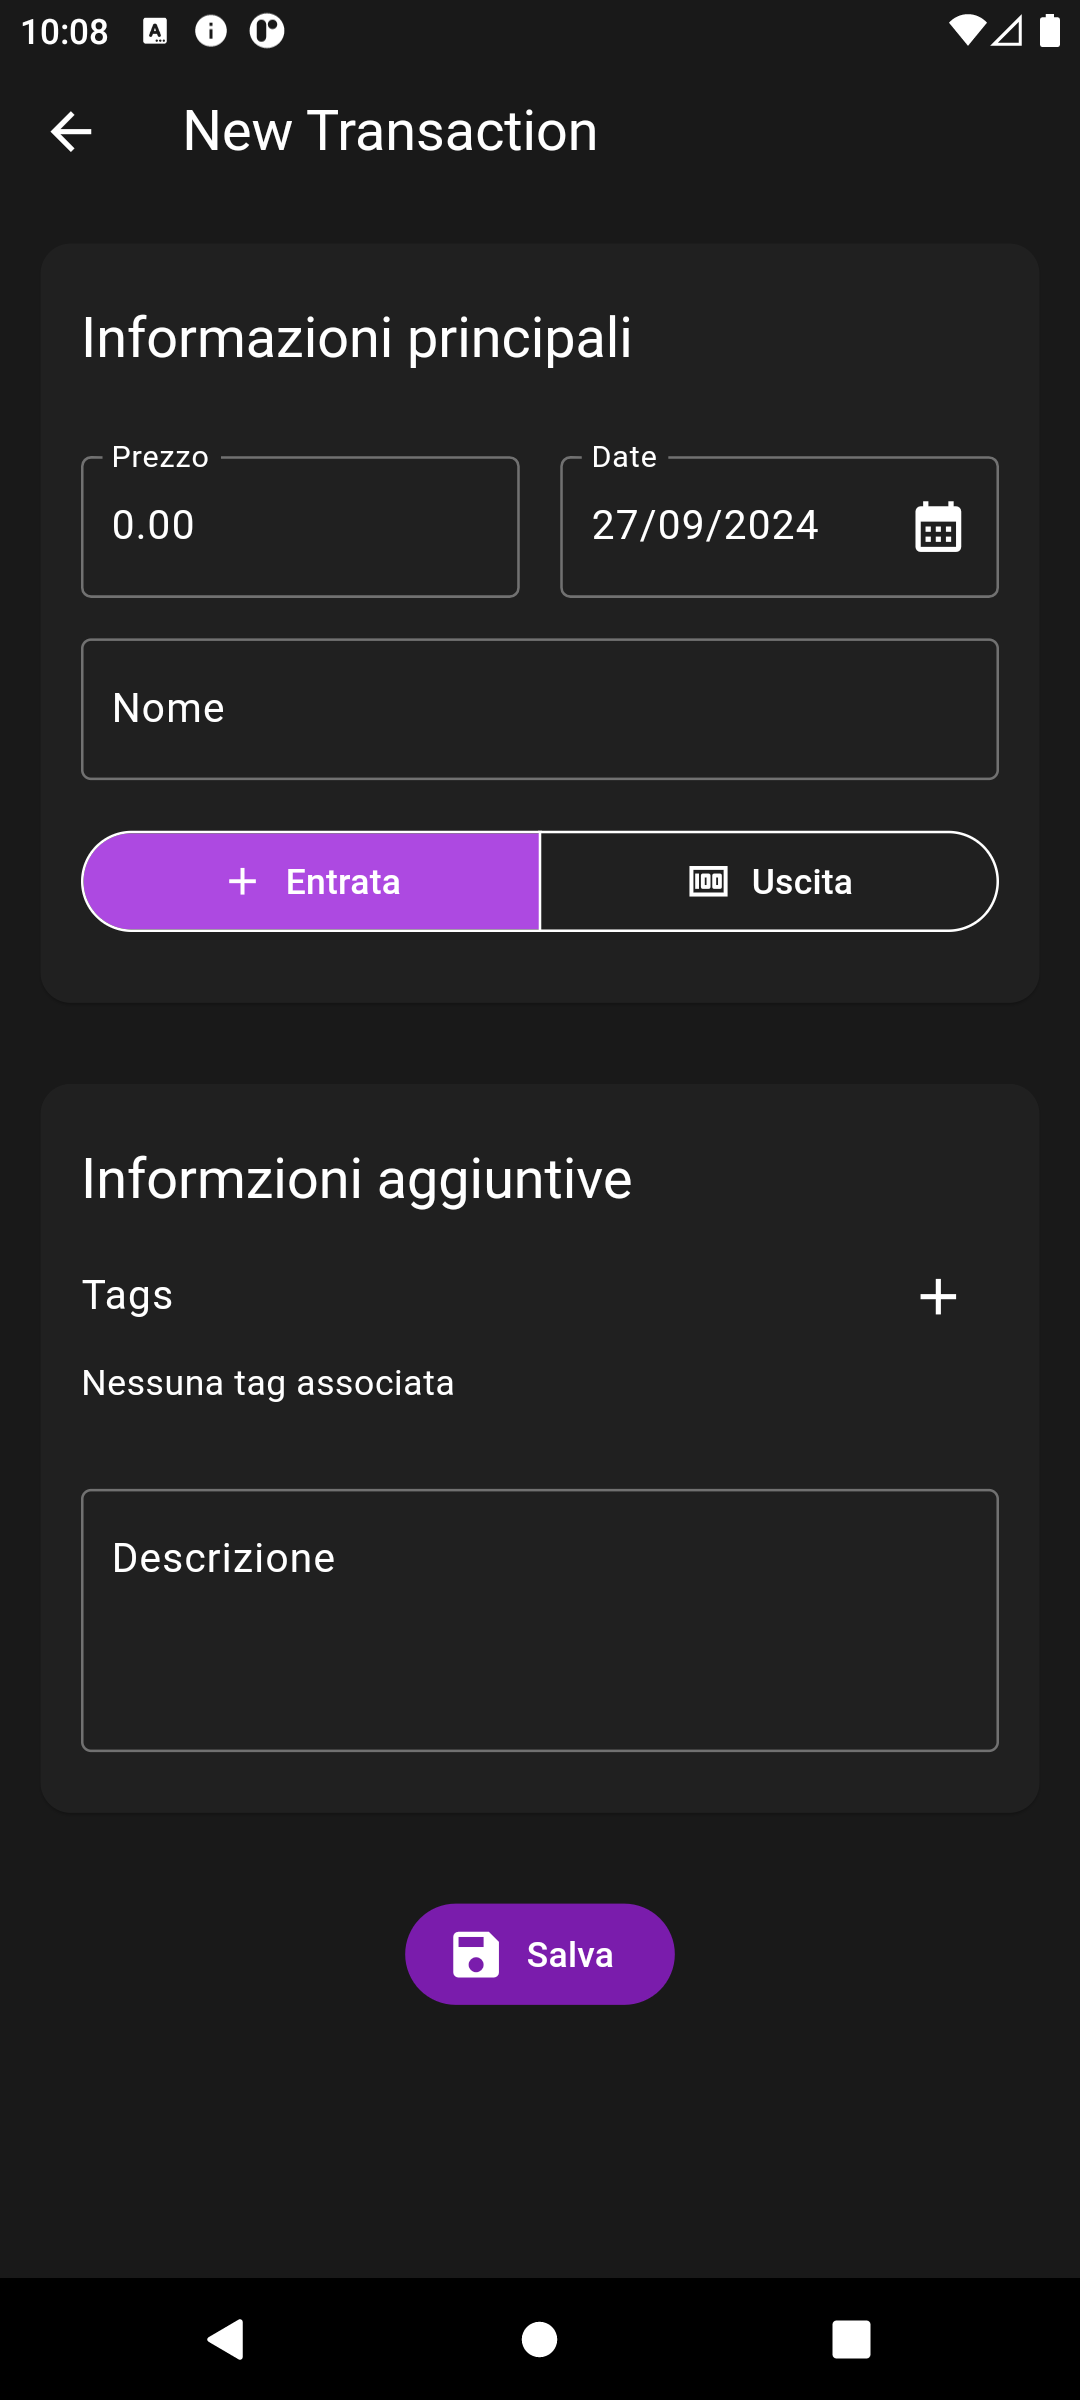 10:08
New Transaction
Informazioni principali
Prezzo
0.00
Date
27/09/2024
Nome
Entrata
Uscita
Informzioni aggiuntive
Tags
Nessuna tag associata
Descrizione
Salva